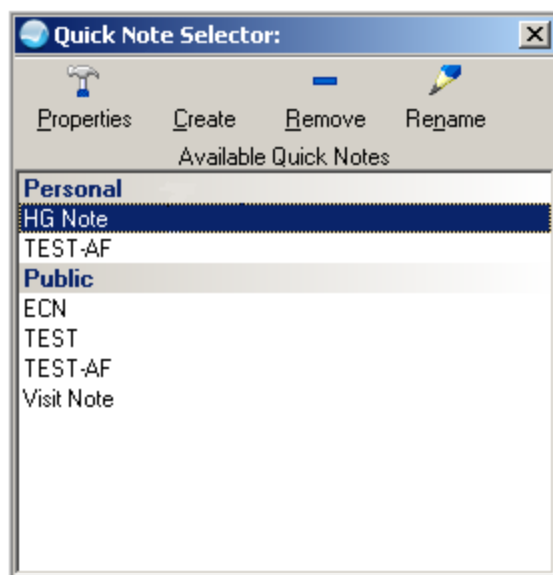 Quick Note Selector:
Properties Create Remove Rename
Available Quick Notes
Personal
HG Note
TEST-AF
Public
ECN
TEST
TEST-AF
Visit Note